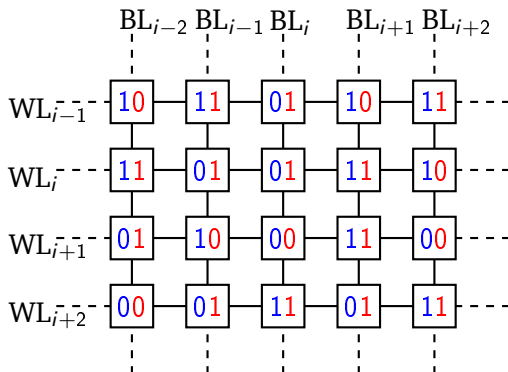 BL_{i−2} BL_{i−1} BL_i BL_{i+1} BL_{i+2}
WL_{i−1} 10 11 01 10 11
WL_i 11 01 01 11 10
WL_{i+1} 01 10 00 11 00
WL_{i+2} 00 01 11 01 11